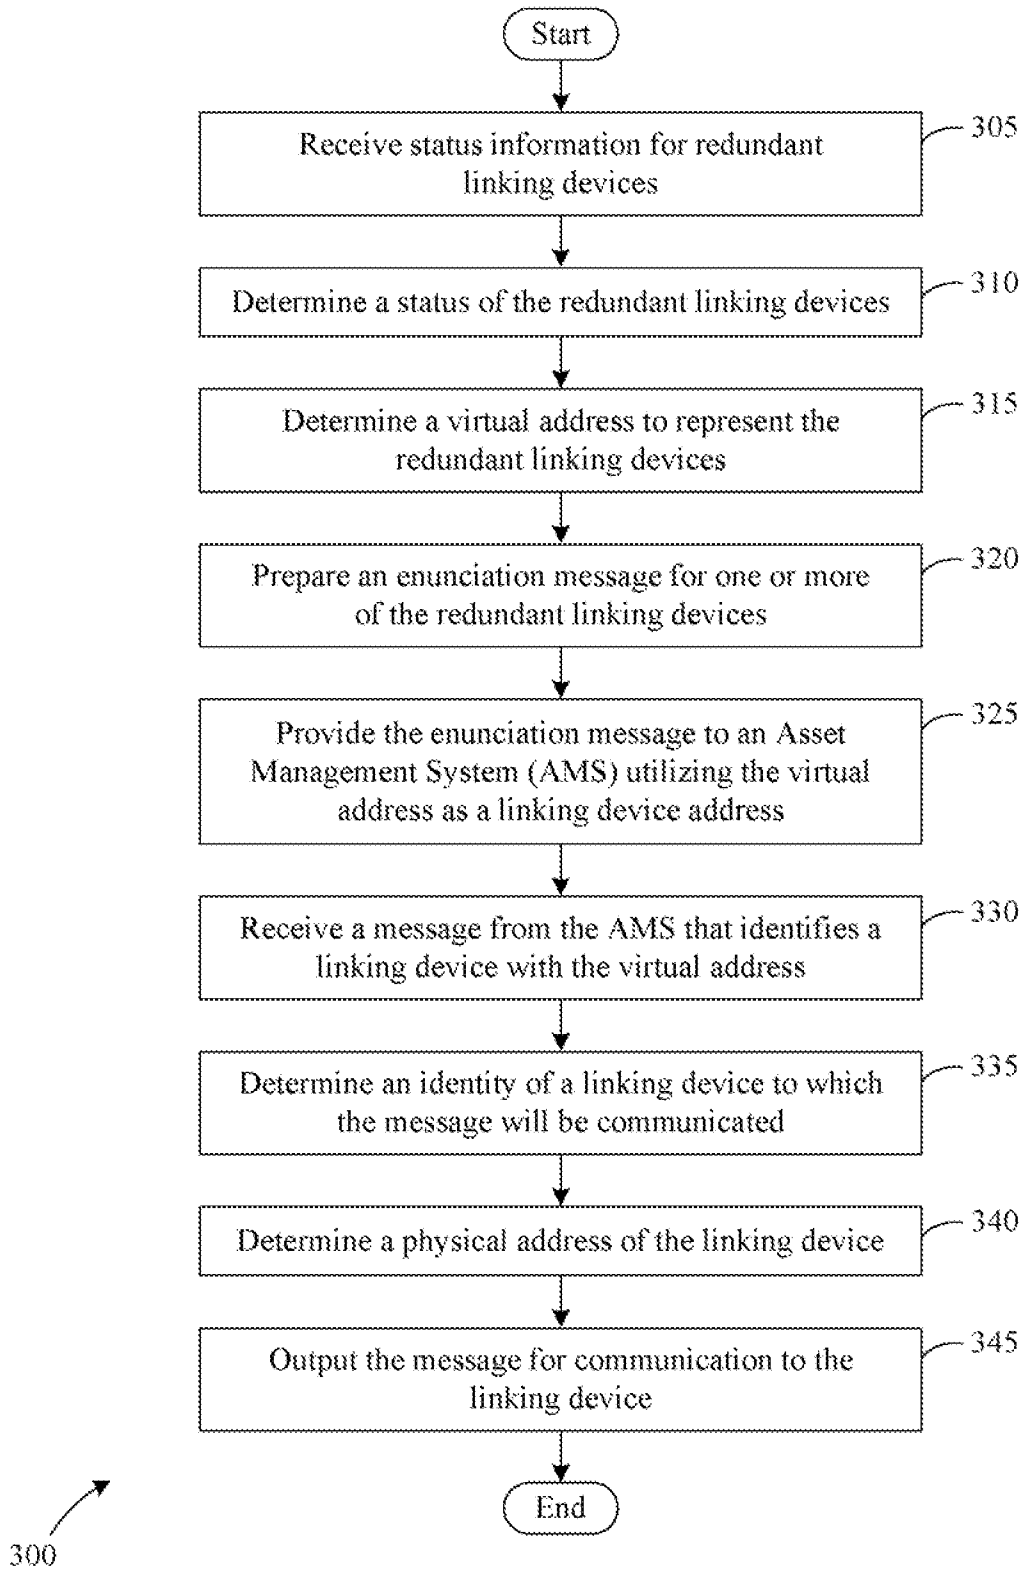 Start
305
Receive status information for redundant
linking devices
310
Determine a status of the redundant linking devices
315
Determine a virtual address to represent the
redundant linking devices
320
Prepare an enunciation message for one or more
of the redundant linking devices
325
Provide the enunciation message to an Asset
Management System (AMS) utilizing the virtual
address as a linking device address
330
Receive a message from the AMS that identifies a
linking device with the virtual address
335
Determine an identity of a linking device to which
the message will be communicated
340
Determine a physical address of the linking device
345
Output the message for communication to the
linking device
End
300